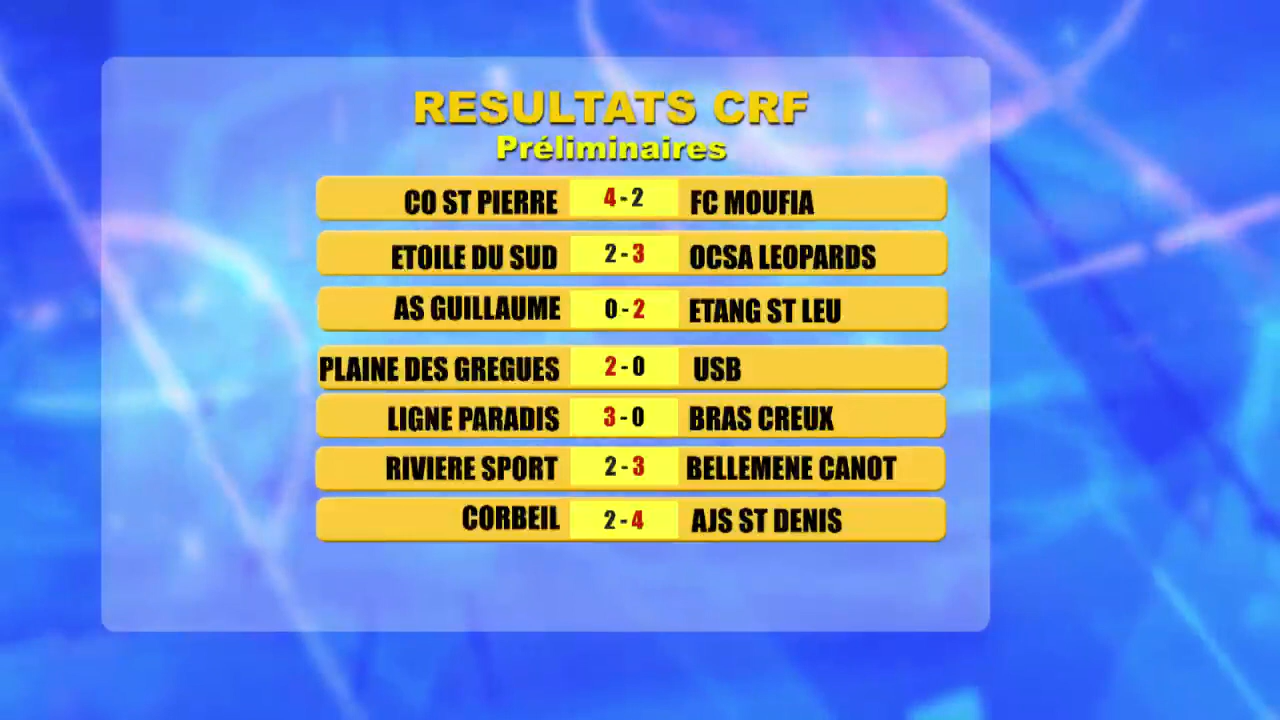 RESULTATS CRF
Préliminaires
CO ST PIERRE 4-2 FC MOUFIA
ETOILE DU SUD 2-3 OCSA LEOPARDS
AS GUILLAUME 0-2 ETANG ST LEU
PLAINE DES GREGUES 2-0 USB
LIGNE PARADIS 3-0 BRAS CREUX
RIVIERE SPORT 2-3 BELLEMENE CANOT
CORBEIL 2-4 AJS ST DENIS